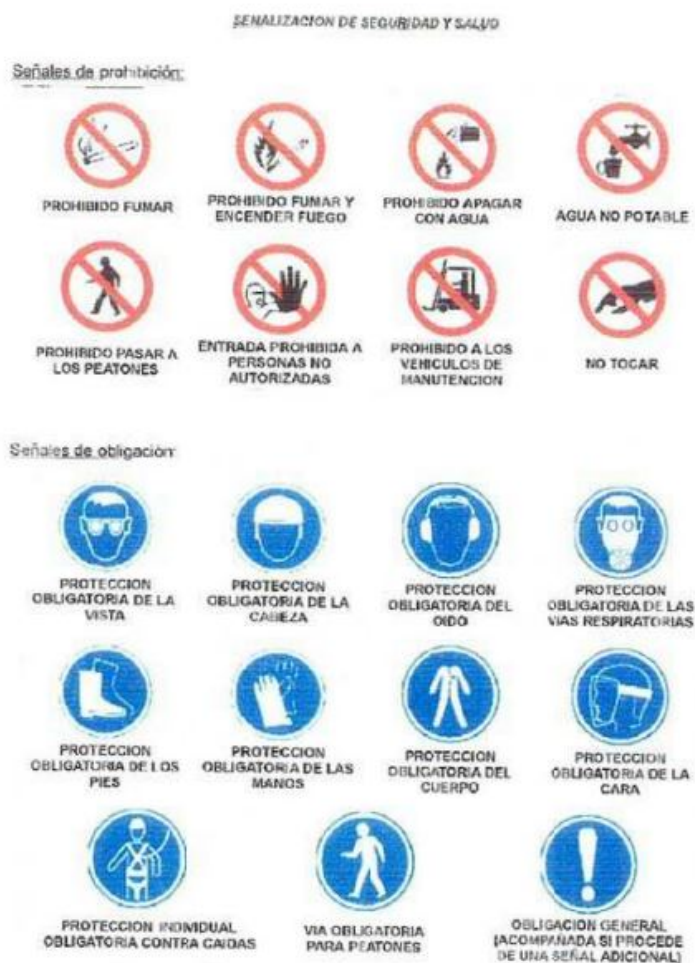 SEÑALIZACION DE SEGURIDAD Y SALUD
Señales de prohibición:
PROHIBIDO FUMAR
PROHIBIDO FUMAR Y
ENCENDER FUEGO
PROHIBIDO APAGAR
CON AGUA
AGUA NO POTABLE
PROHIBIDO PASAR A
LOS PEATONES
ENTRADA PROHIBIDA A
PERSONAS NO
AUTORIZADAS
PROHIBIDO A LOS
VEHICULOS DE
MANUTENCION
NO TOCAR
Señales de obligación:
PROTECCION
OBLIGATORIA DE LA
VISTA
PROTECCION
OBLIGATORIA DE LA
CABEZA
PROTECCION
OBLIGATORIA DEL
OIDO
PROTECCION
OBLIGATORIA DE LAS
VIAS RESPIRATORIAS
PROTECCION
OBLIGATORIA DE LOS
PIES
PROTECCION
OBLIGATORIA DE LAS
MANOS
PROTECCION
OBLIGATORIA DEL
CUERPO
PROTECCION
OBLIGATORIA DE LA
CARA
PROTECCION INDIVIDUAL
OBLIGATORIA CONTRA CAIDAS
VIA OBLIGATORIA
PARA PEATONES
OBLIGACION GENERAL
(ACOMPAÑADA SI PROCEDE
DE UNA SEÑAL ADICIONAL)